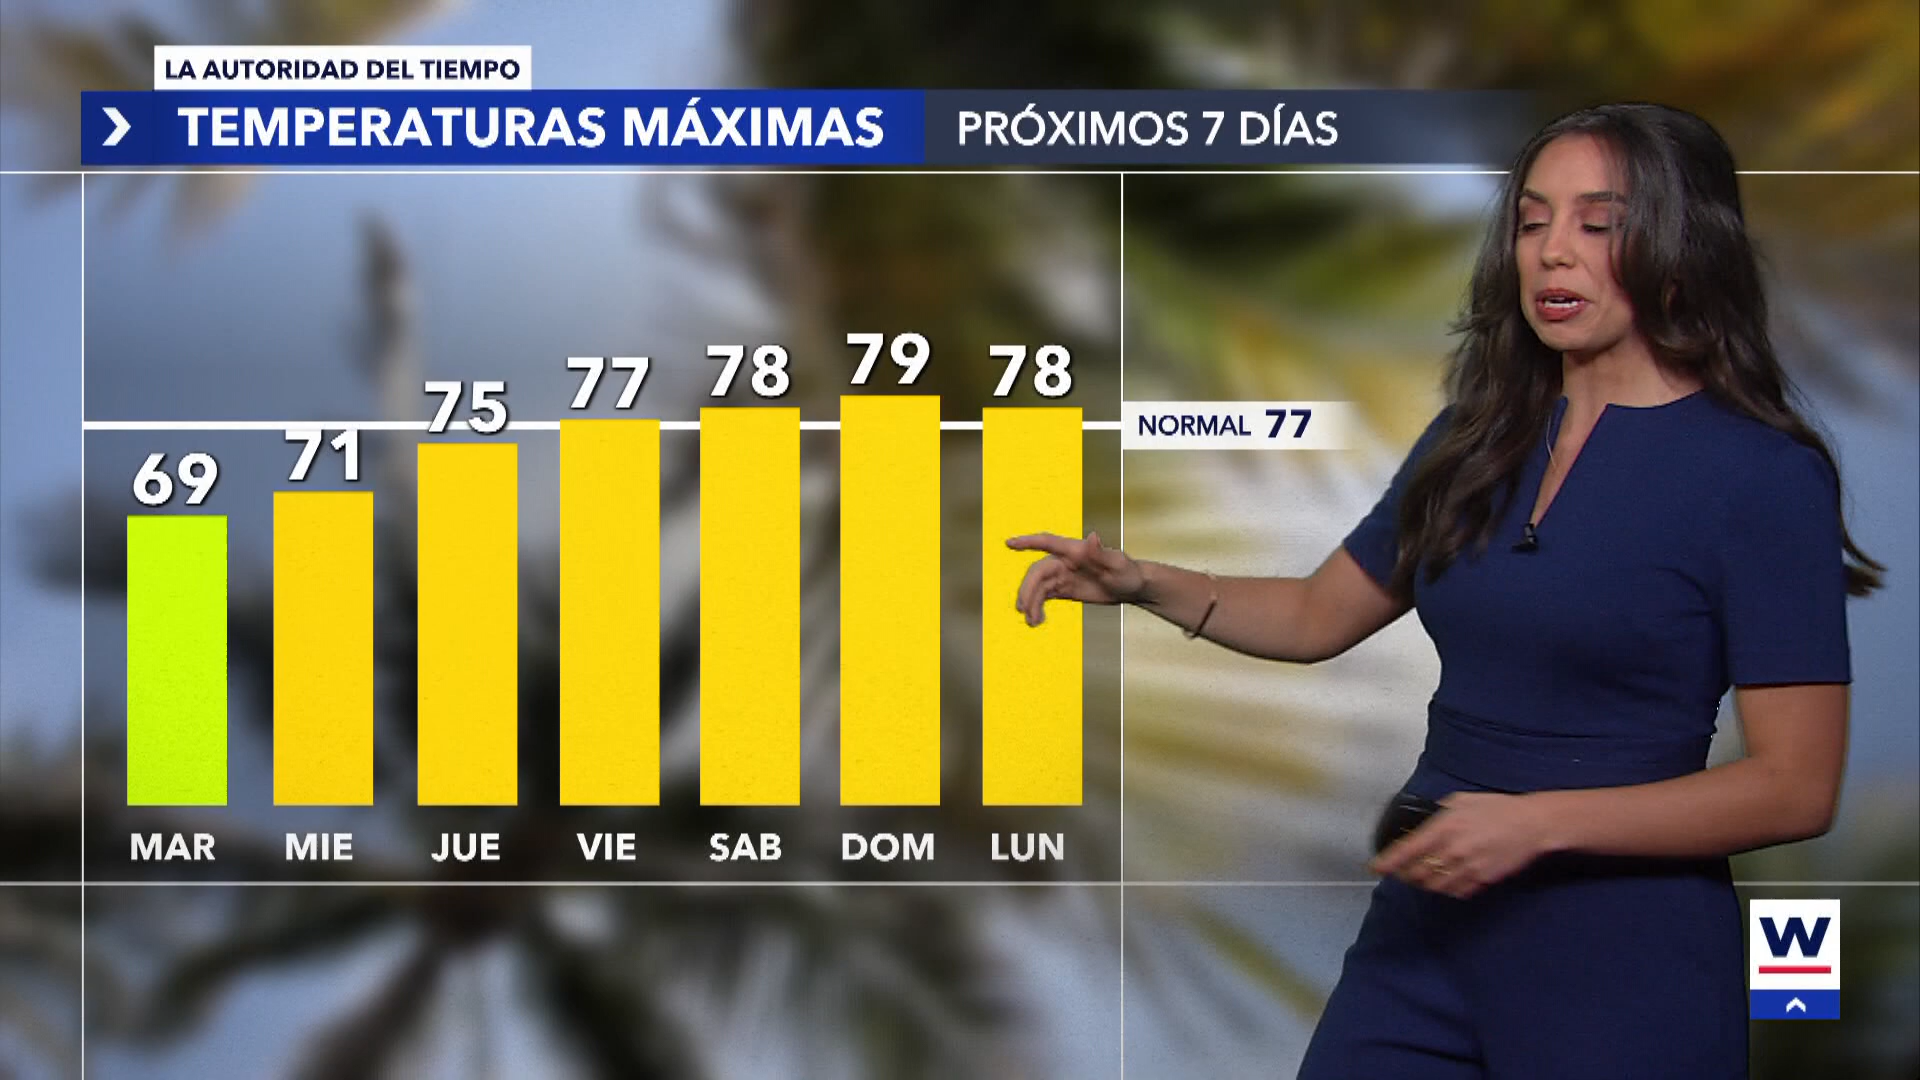 LA AUTORIDAD DEL TIEMPO
TEMPERATURAS MÁXIMAS PRÓXIMOS 7 DÍAS
69 71 75 77 78 79 78
NORMAL 77
MAR MIE JUE VIE SAB DOM LUN
W